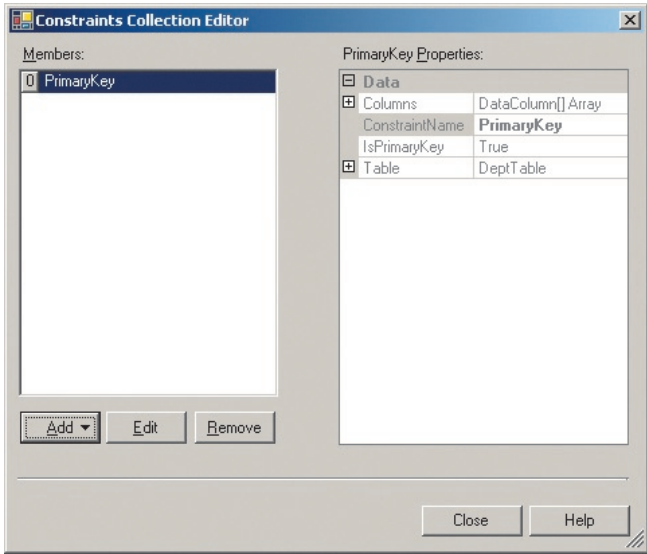 Constraints Collection Editor
Members:
PrimaryKey Properties:
0 PrimaryKey
Data
Columns DataColumn[] Array
ConstraintName PrimaryKey
IsPrimaryKey True
Table DeptTable
Add Edit Remove
Close Help